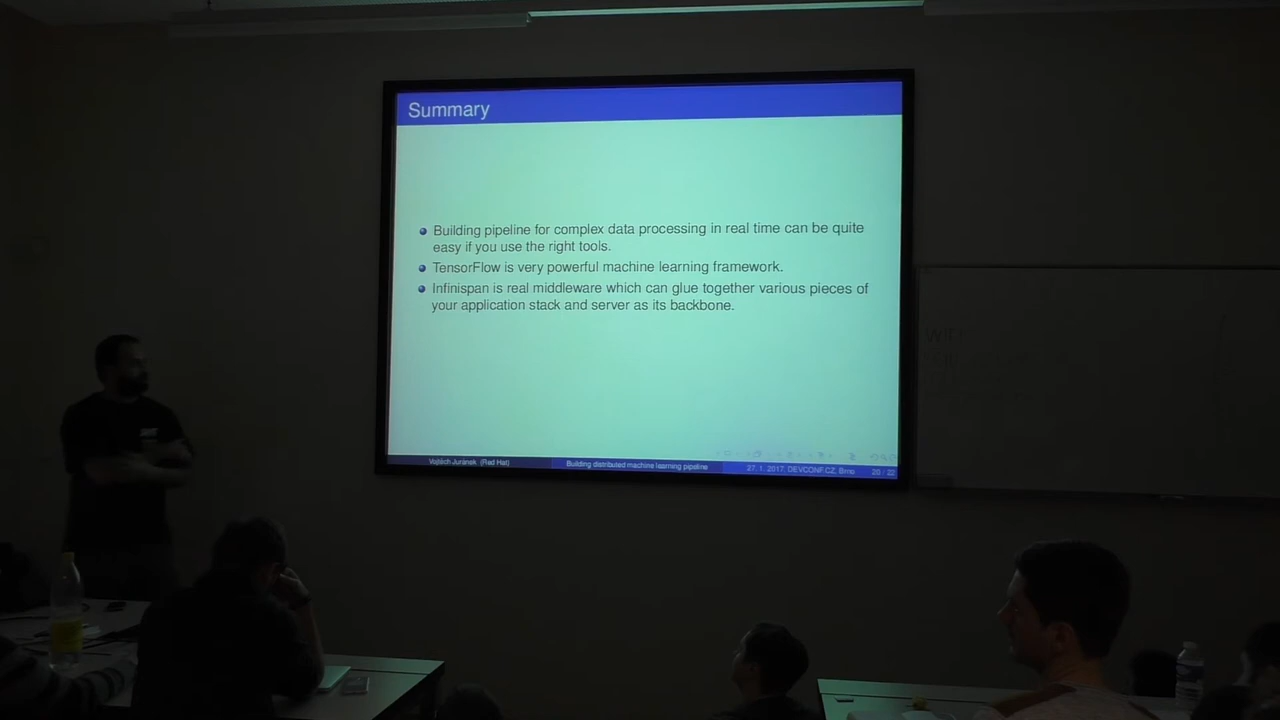 Summary
Building pipeline for complex data processing in real time can be quite
easy if you use the right tools.
TensorFlow is very powerful machine learning framework.
Infinispan is real middleware which can glue together various pieces of
your application stack and server as its backbone.
Vojtěch Juránek (Red Hat) Building distributed machine learning pipeline 27. 1. 2017, DEVCONF.CZ, Brno 20 / 22